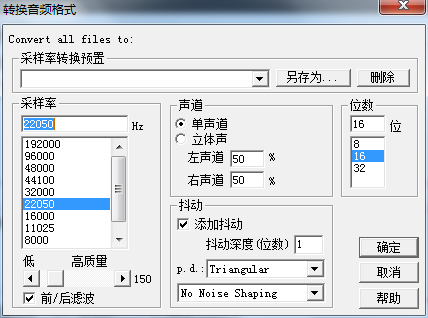 转换音频格式
Convert all files to:
采样率转换预置
另存为...
删除
采样率
22050 Hz
192000
96000
48000
44100
32000
22050
16000
11025
8000
低 高质量
150
前/后滤波
声道
单声道
立体声
左声道 50 %
右声道 50 %
抖动
添加抖动
抖动深度(位数) 1
p.d.: Triangular
No Noise Shaping
位数
16 位
8
16
32
确定
取消
帮助